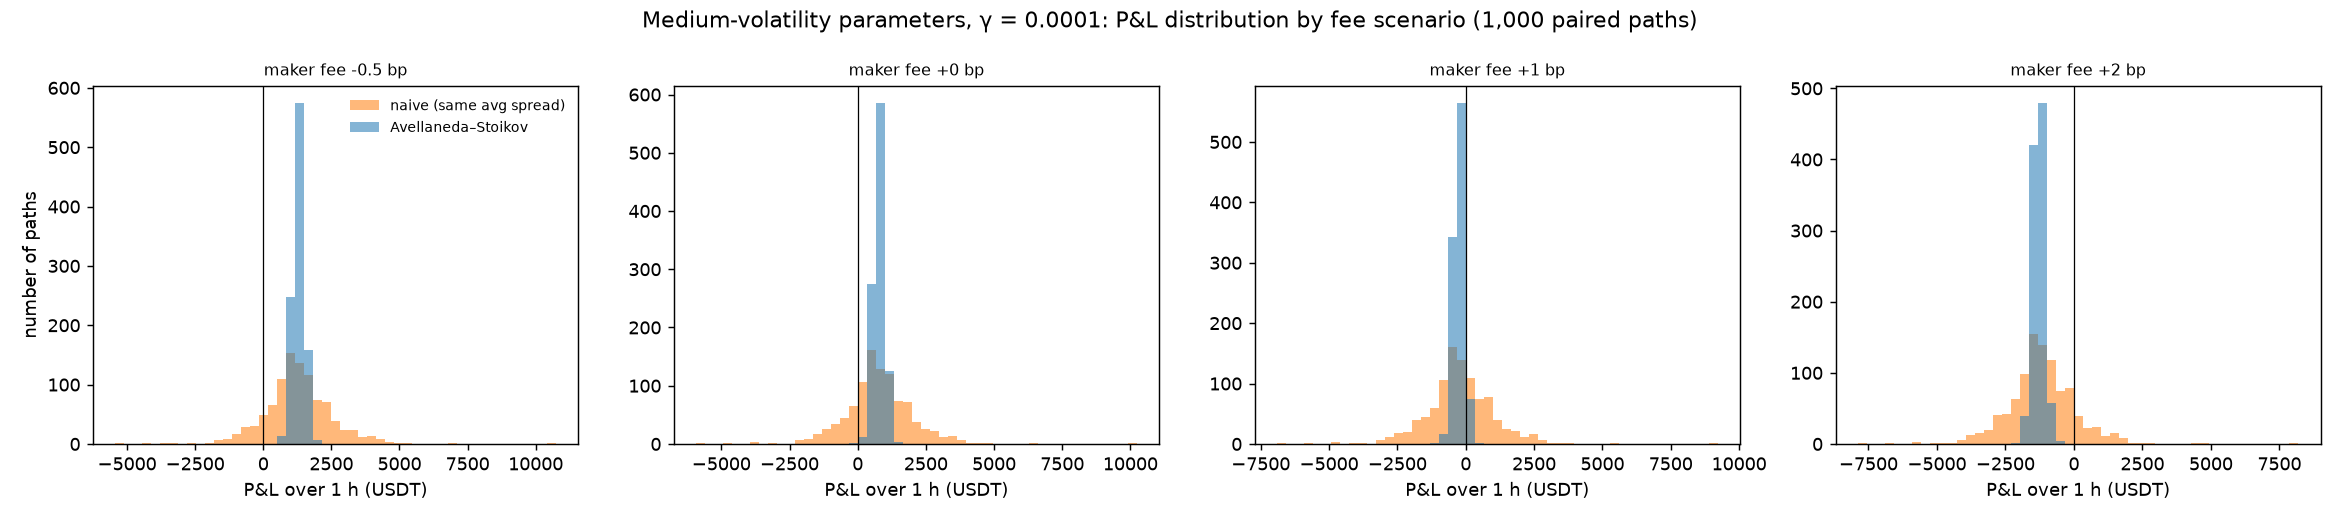 Medium-volatility parameters, γ = 0.0001: P&L distribution by fee scenario (1,000 paired paths)
maker fee -0.5 bp
number of paths
600
500
400
300
200
100
0
naive (same avg spread)
Avellaneda–Stoikov
−5000 −2500 0 2500 5000 7500 10000
P&L over 1 h (USDT)
maker fee +0 bp
600
500
400
300
200
100
0
−5000 −2500 0 2500 5000 7500 10000
P&L over 1 h (USDT)
maker fee +1 bp
500
400
300
200
100
0
−7500 −5000 −2500 0 2500 5000 7500 10000
P&L over 1 h (USDT)
maker fee +2 bp
500
400
300
200
100
0
−7500 −5000 −2500 0 2500 5000 7500
P&L over 1 h (USDT)